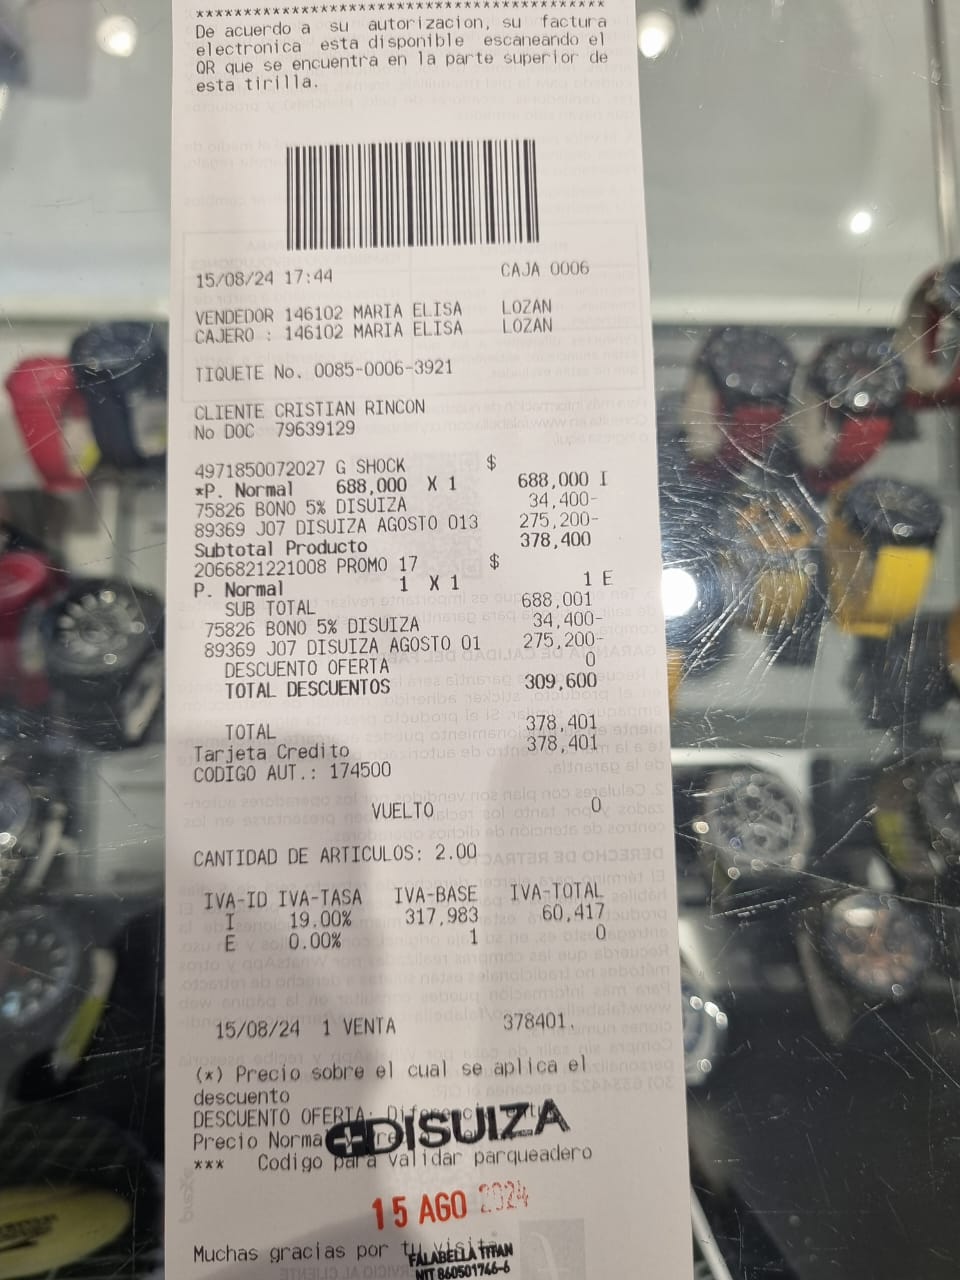 *******************************************
De acuerdo a su autorizacion, su factura
electronica esta disponible escaneando el
QR que se encuentra en la parte superior de
esta tirilla.
15/08/24 17:44 CAJA 0006
VENDEDOR 146102 MARIA ELISA LOZAN
CAJERO : 146102 MARIA ELISA LOZAN
TIQUETE No. 0085-0006-3921
CLIENTE CRISTIAN RINCON
No DOC 79639129
4971850072027 G SHOCK $
*P. Normal 688,000 X 1 688,000 I
75826 BONO 5% DISUIZA 34,400-
89369 J07 DISUIZA AGOSTO 013 275,200-
Subtotal Producto 378,400
2066821221008 PROMO 17 $
P. Normal 1 X 1 1 E
SUB TOTAL 688,001
75826 BONO 5% DISUIZA 34,400-
89369 J07 DISUIZA AGOSTO 01 275,200-
DESCUENTO OFERTA 0
TOTAL DESCUENTOS 309,600
TOTAL 378,401
Tarjeta Credito 378,401
CODIGO AUT.: 174500
VUELTO 0
CANTIDAD DE ARTICULOS: 2.00
IVA-ID IVA-TASA IVA-BASE IVA-TOTAL
I 19.00% 317,983 60,417
E 0.00% 1 0
15/08/24 1 VENTA 378401.
(*) Precio sobre el cual se aplica el
descuento
DESCUENTO OFERTA:
Precio Norma
DISUIZA
*** Codigo para validar parqueadero
15 AGO 2024
Muchas gracias por tu visita
FALABELLA TITAN
NIT 860501746-6